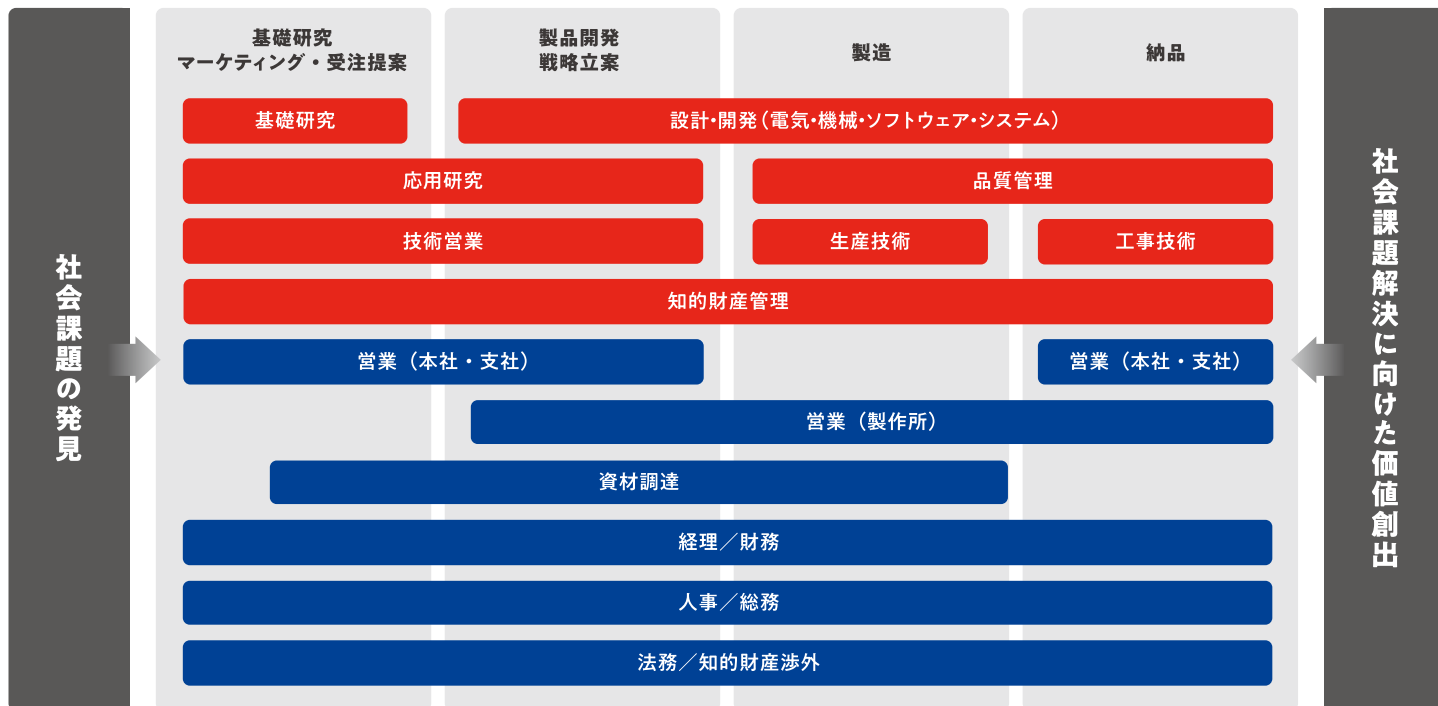 社会課題の発見
基礎研究
マーケティング・受注提案
製品開発
戦略立案
製造
納品
基礎研究
設計・開発(電気・機械・ソフトウェア・システム)
応用研究
品質管理
技術営業
生産技術
工事技術
知的財産管理
営業(本社・支社)
営業(本社・支社)
営業(製作所)
資材調達
経理／財務
人事／総務
法務／知的財産渉外
社会課題解決に向けた価値創出